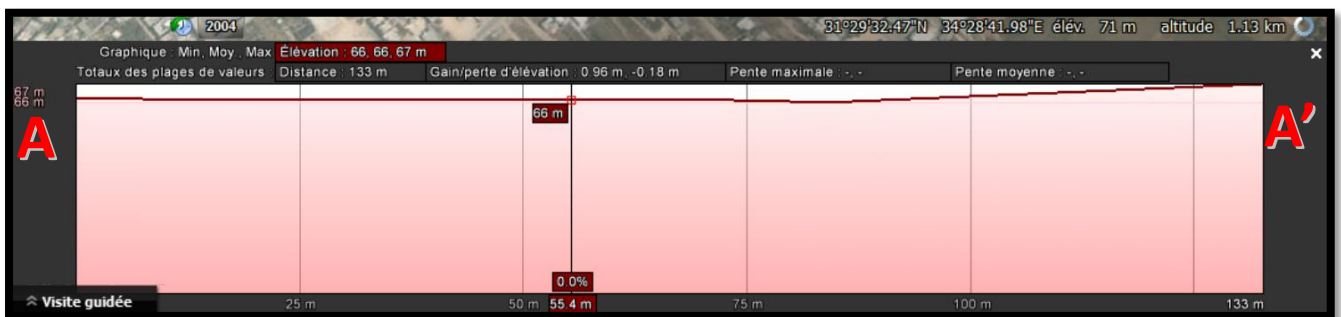 2004 31°29'32.47"N 34°28'41.98"E élév. 71 m altitude 1.13 km
Graphique : Min, Moy., Max Élévation : 66, 66, 67 m
Totaux des plages de valeurs : Distance : 133 m Gain/perte d'élévation : 0.96 m, -0.18 m Pente maximale : -, - Pente moyenne : -, -
67 m
66 m
66 m
A A'
0.0%
Visite guidée 25 m 50 m 55.4 m 75 m 100 m 133 m